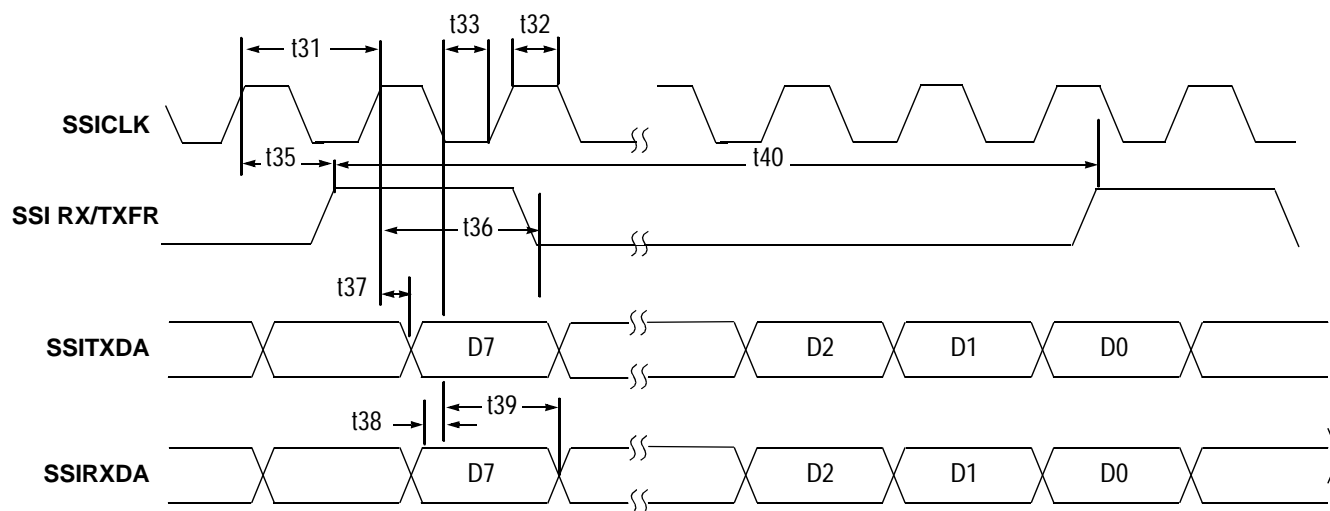 t33
t32
t31
SSICLK
t35
t40
SSI RX/TXFR
t36
t37
SSITXDA
D7
D2
D1
D0
t39
t38
SSIRXDA
D7
D2
D1
D0